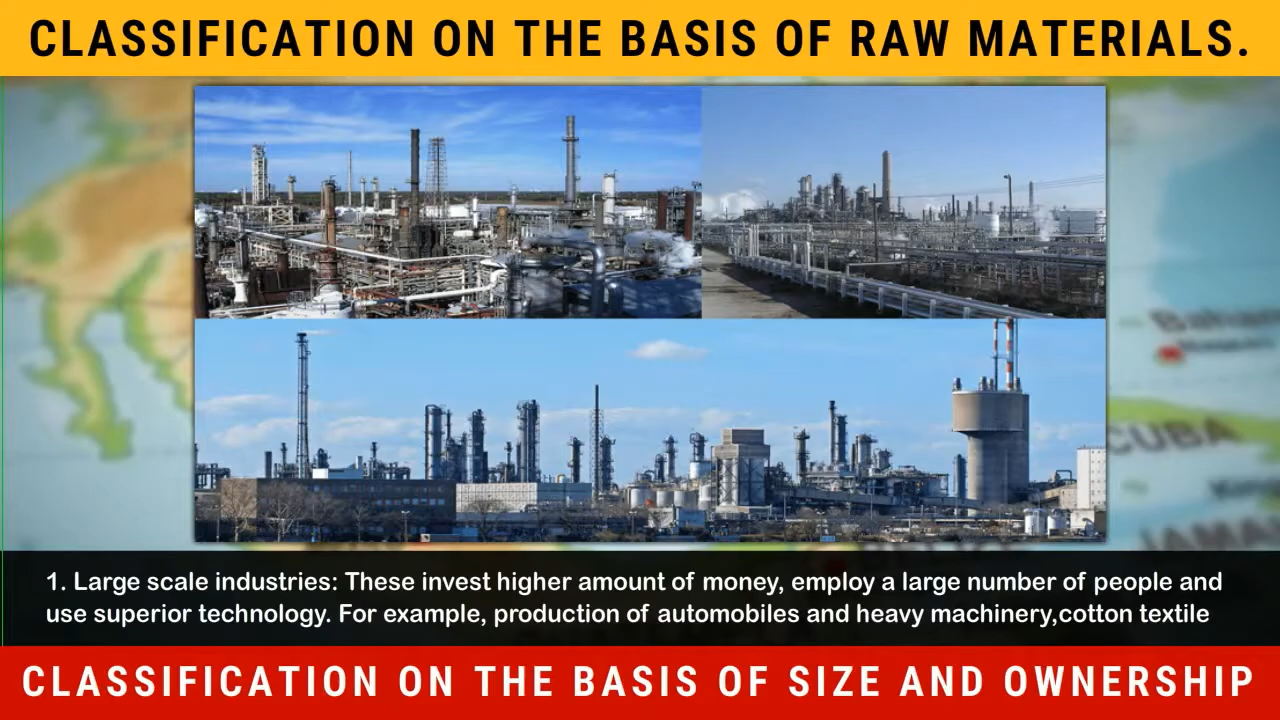 CLASSIFICATION ON THE BASIS OF RAW MATERIALS.
CUBA
1. Large scale industries: These invest higher amount of money, employ a large number of people and
use superior technology. For example, production of automobiles and heavy machinery,cotton textile
CLASSIFICATION ON THE BASIS OF SIZE AND OWNERSHIP